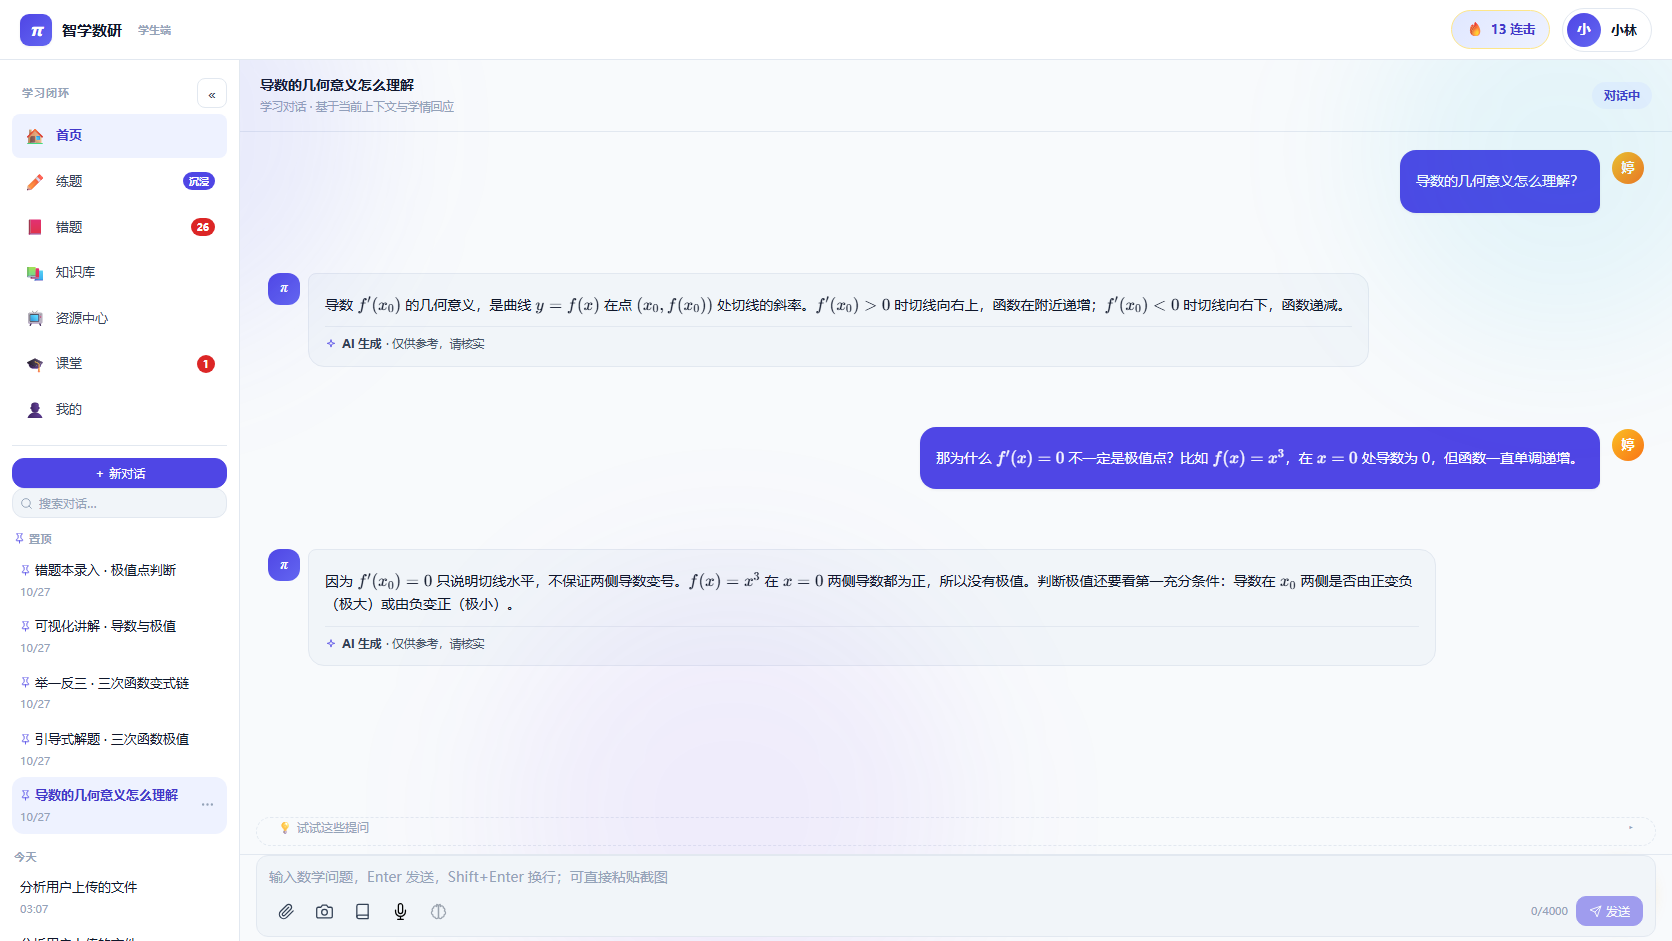 π 智学数研 学生端
13 连击
小 小林
学习闭环 «
首页
练题 沉浸
错题 26
知识库
资源中心
课堂 1
我的
+ 新对话
搜索对话...
置顶
错题本录入 · 极值点判断
10/27
可视化讲解 · 导数与极值
10/27
举一反三 · 三次函数变式链
10/27
引导式解题 · 三次函数极值
10/27
导数的几何意义怎么理解 ...
10/27
今天
分析用户上传的文件
03:07
分析用户上传的文件
导数的几何意义怎么理解
学习对话 · 基于当前上下文与学情回应
对话中
导数的几何意义怎么理解？
婷
π
导数 f′(x₀) 的几何意义，是曲线 y = f(x) 在点 (x₀, f(x₀)) 处切线的斜率。f′(x₀) > 0 时切线向右上，函数在附近递增；f′(x₀) < 0 时切线向右下，函数递减。
AI 生成 · 仅供参考，请核实
那为什么 f′(x) = 0 不一定是极值点？比如 f(x) = x³，在 x = 0 处导数为 0，但函数一直单调递增。
婷
π
因为 f′(x₀) = 0 只说明切线水平，不保证两侧导数变号。f(x) = x³ 在 x = 0 两侧导数都为正，所以没有极值。判断极值还要看第一充分条件：导数在 x₀ 两侧是否由正变负
（极大）或由负变正（极小）。
AI 生成 · 仅供参考，请核实
试试这些提问
输入数学问题，Enter 发送，Shift+Enter 换行；可直接粘贴截图
0/4000
发送